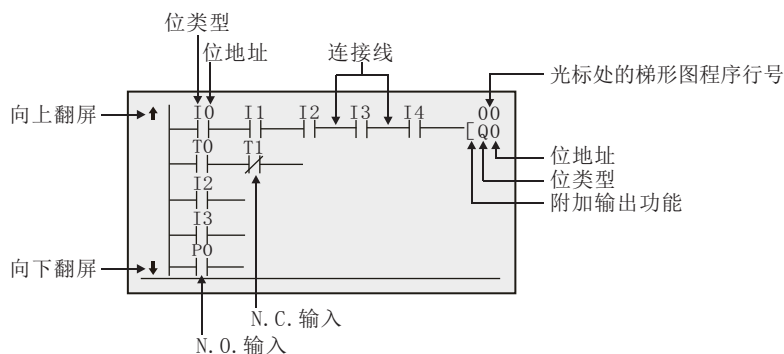 位类型
位地址
连接线
光标处的梯形图程序行号
向上翻屏
I0 I1 I2 I3 I4 00
[Q0
T0 T1
位地址
位类型
附加输出功能
I2
I3
P0
向下翻屏
N.C.输入
N.O.输入